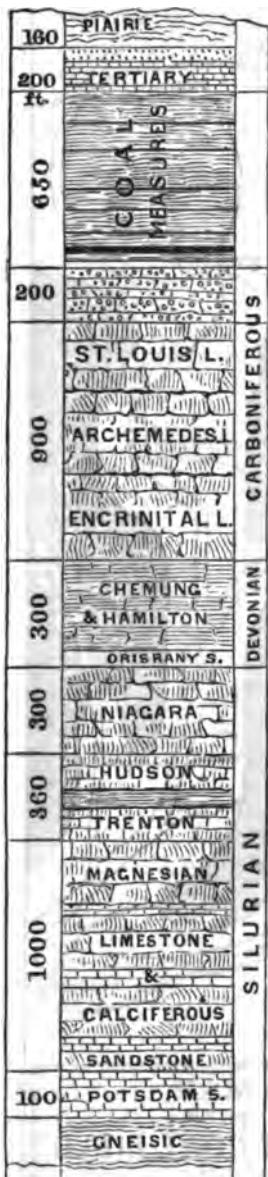 PIAIRIE
160
TERTIARY
200
ft.
COAL
MEASURES
650
200
ST. LOUIS L.
ARCHEMEDES.L
900
ENCRINITAL L.
CARBONIFEROUS
CHEMUNG
& HAMILTON
300
ORISRANY S.
DEVONIAN
NIAGARA
300
HUDSON
360
TRENTON
MAGNESIAN
LIMESTONE
1000
&
CALCIFEROUS
SANDSTONE
SILURIAN
100
POTSDAM S.
GNEISIC